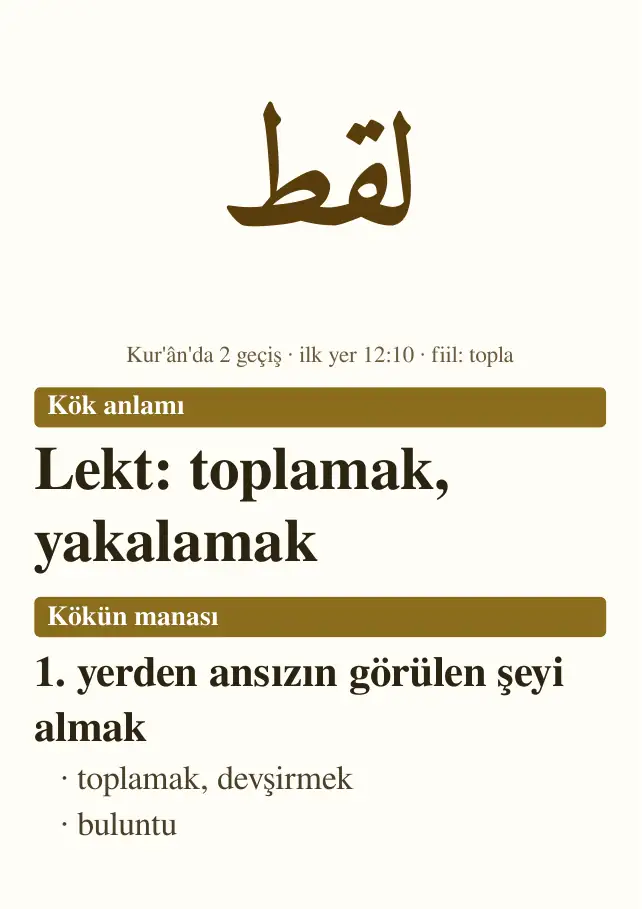 لقط
Kur'ân'da 2 geçiş · ilk yer 12:10 · fiil: topla
Kök anlamı
Lekt: toplamak,
yakalamak
Kökün manası
1. yerden ansızın görülen şeyi
almak
· toplamak, devşirmek
· buluntu